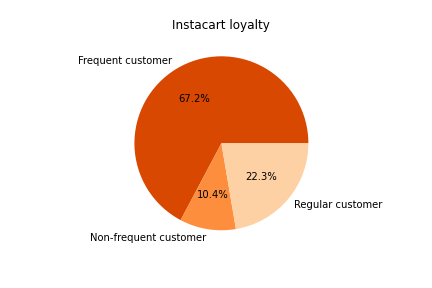 Instacart loyalty
Frequent customer
67.2%
22.3%
10.4%
Regular customer
Non-frequent customer